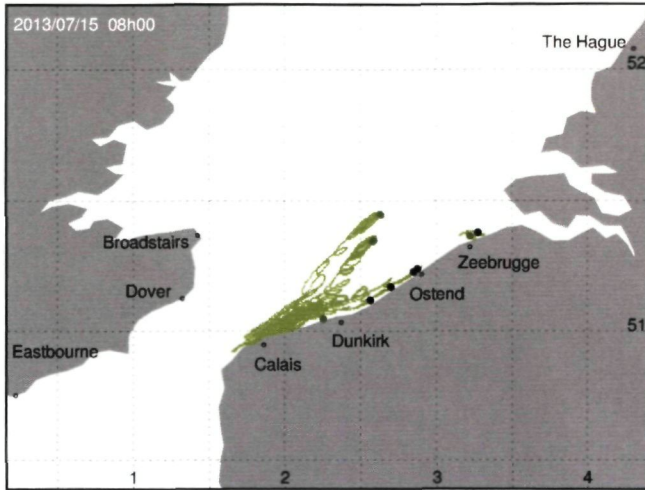 2013/07/15 08h00
The Hague
52
Broadstairs
Zeebrugge
Dover
Ostend
Dunkirk
51
Eastbourne
Calais
1
2
3
4